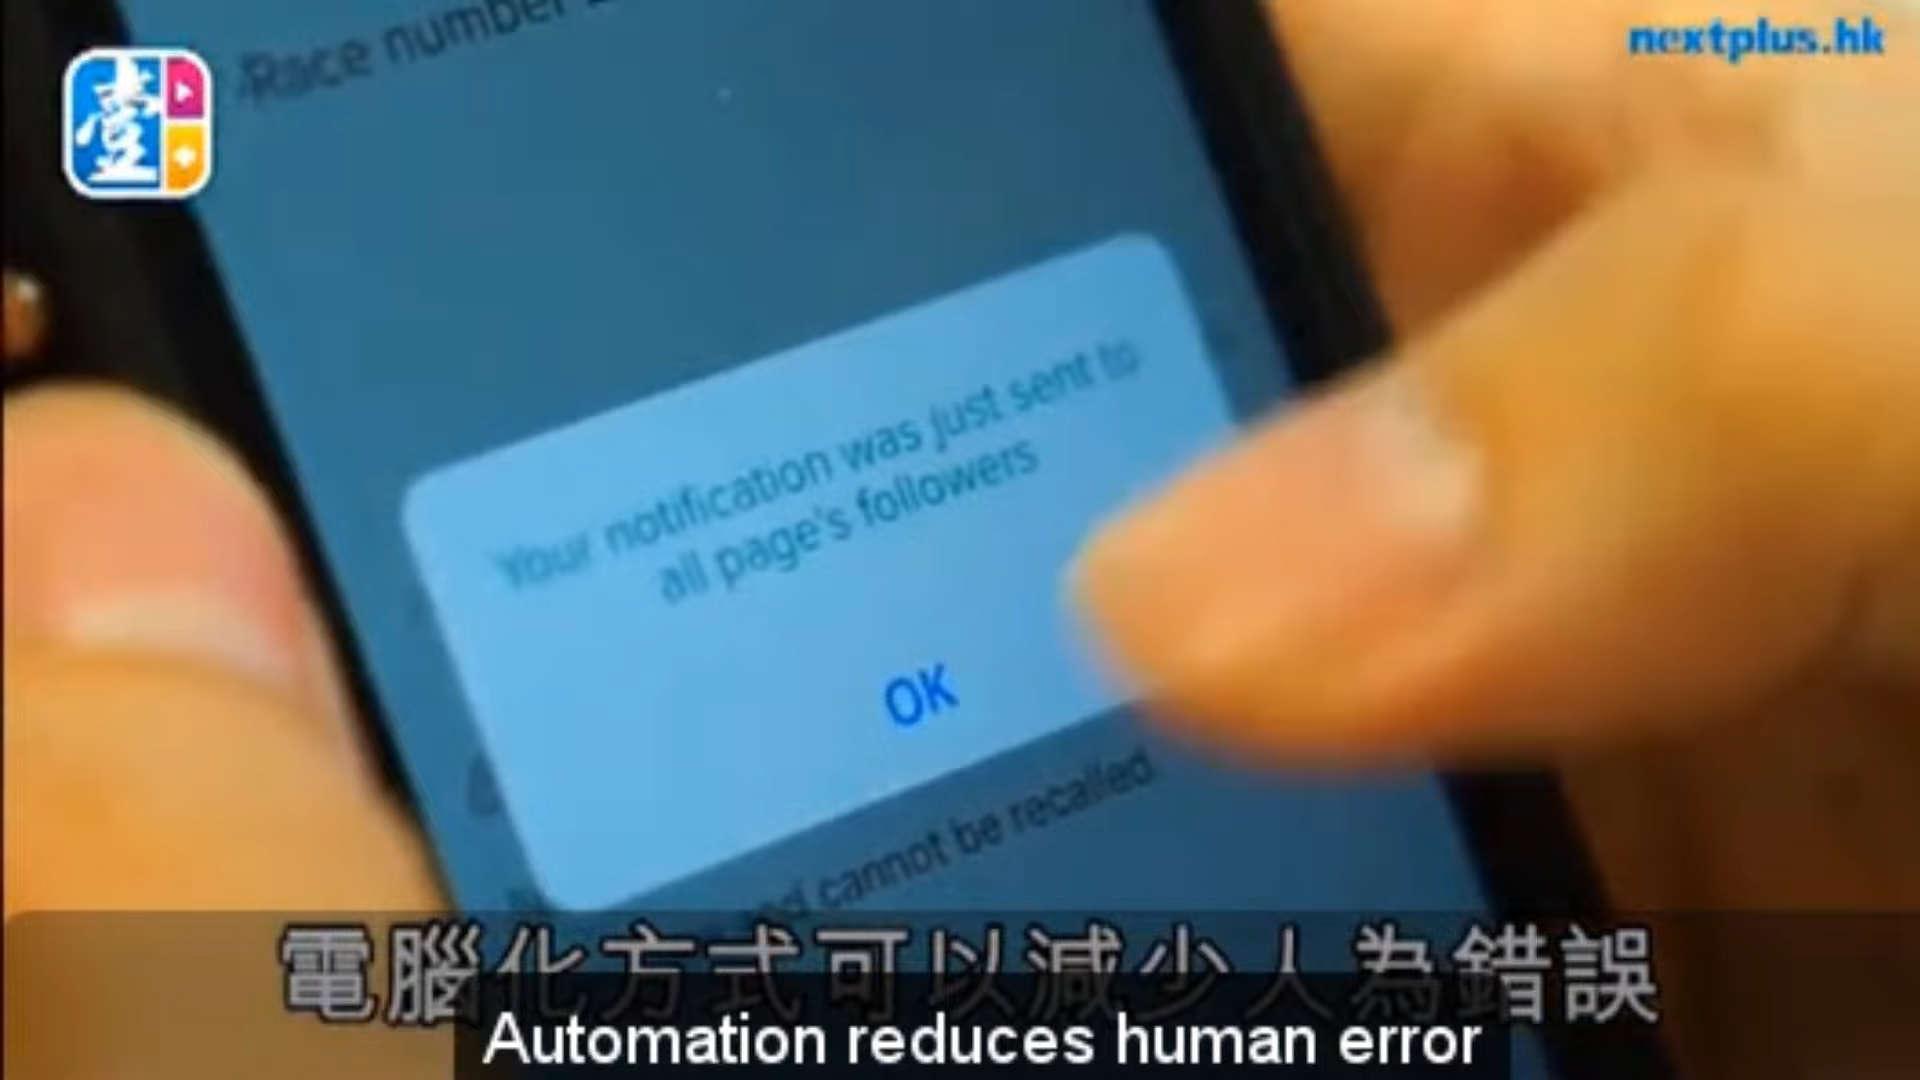 nextplus.hk
壹
Race number
Your notification was just sent to
all page's followers
OK
cannot be recalled
電腦化方式可以減少人為錯誤
Automation reduces human error